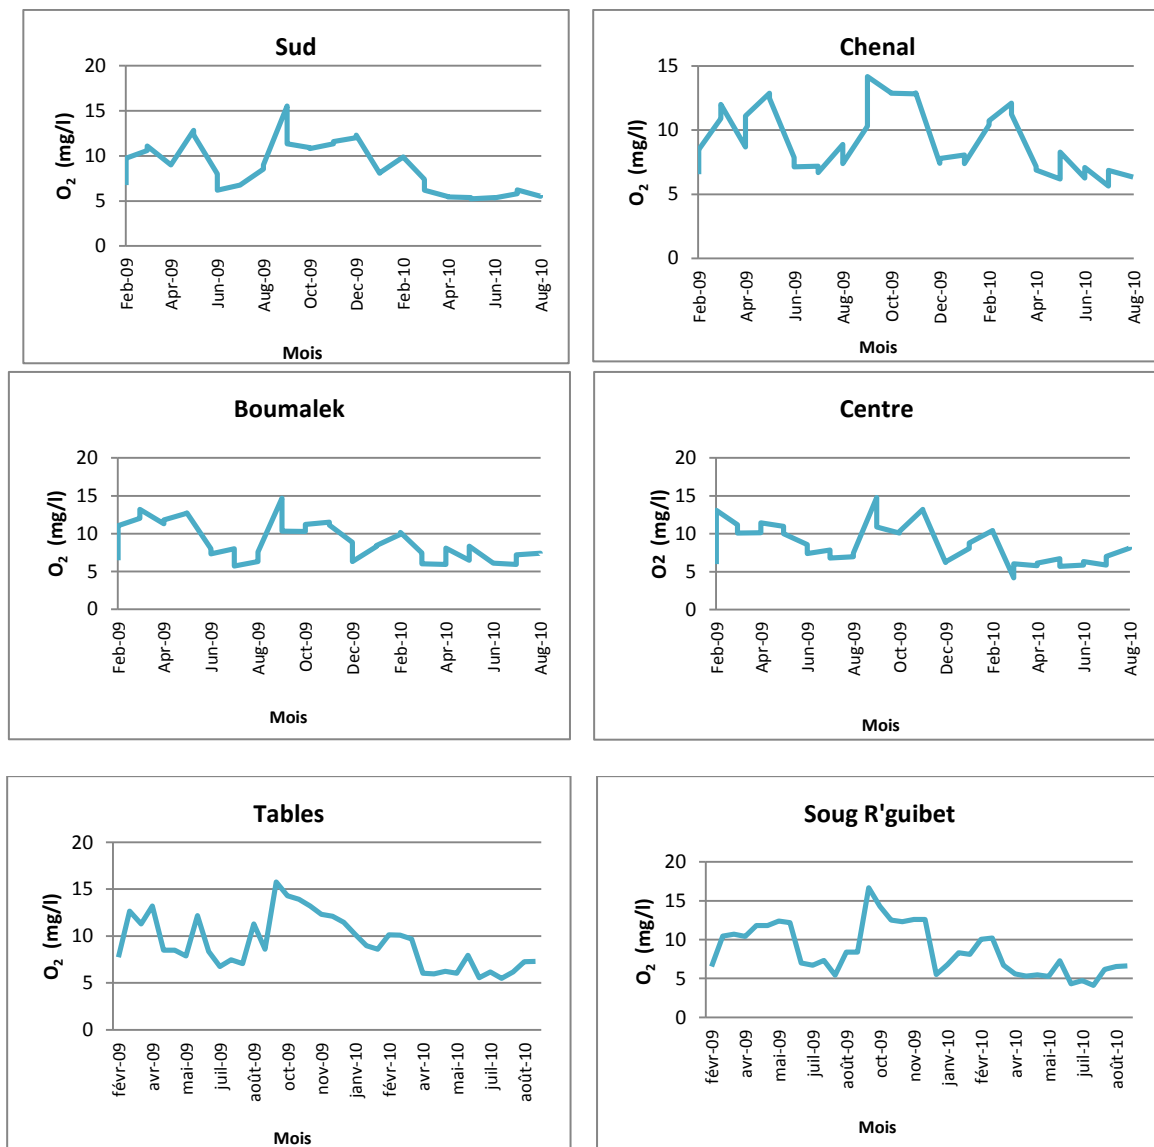 Sud
20
15
10
5
0
O2 (mg/l)
Feb-09 Apr-09 Jun-09 Aug-09 Oct-09 Dec-09 Feb-10 Apr-10 Jun-10 Aug-10
Mois
Chenal
15
10
5
0
O2 (mg/l)
Feb-09 Apr-09 Jun-09 Aug-09 Oct-09 Dec-09 Feb-10 Apr-10 Jun-10 Aug-10
Mois
Boumalek
20
15
10
5
0
O2 (mg/l)
Feb-09 Apr-09 Jun-09 Aug-09 Oct-09 Dec-09 Feb-10 Apr-10 Jun-10 Aug-10
Mois
Centre
20
15
10
5
0
O2 (mg/l)
Feb-09 Apr-09 Jun-09 Aug-09 Oct-09 Dec-09 Feb-10 Apr-10 Jun-10 Aug-10
Mois
Tables
20
15
10
5
0
O2 (mg/l)
févr-09 avr-09 mai-09 juil-09 août-09 oct-09 nov-09 janv-10 févr-10 avr-10 mai-10 juil-10 août-10
Mois
Soug R'guibet
20
15
10
5
0
O2 (mg/l)
févr-09 avr-09 mai-09 juil-09 août-09 oct-09 nov-09 janv-10 févr-10 avr-10 mai-10 juil-10 août-10
Mois